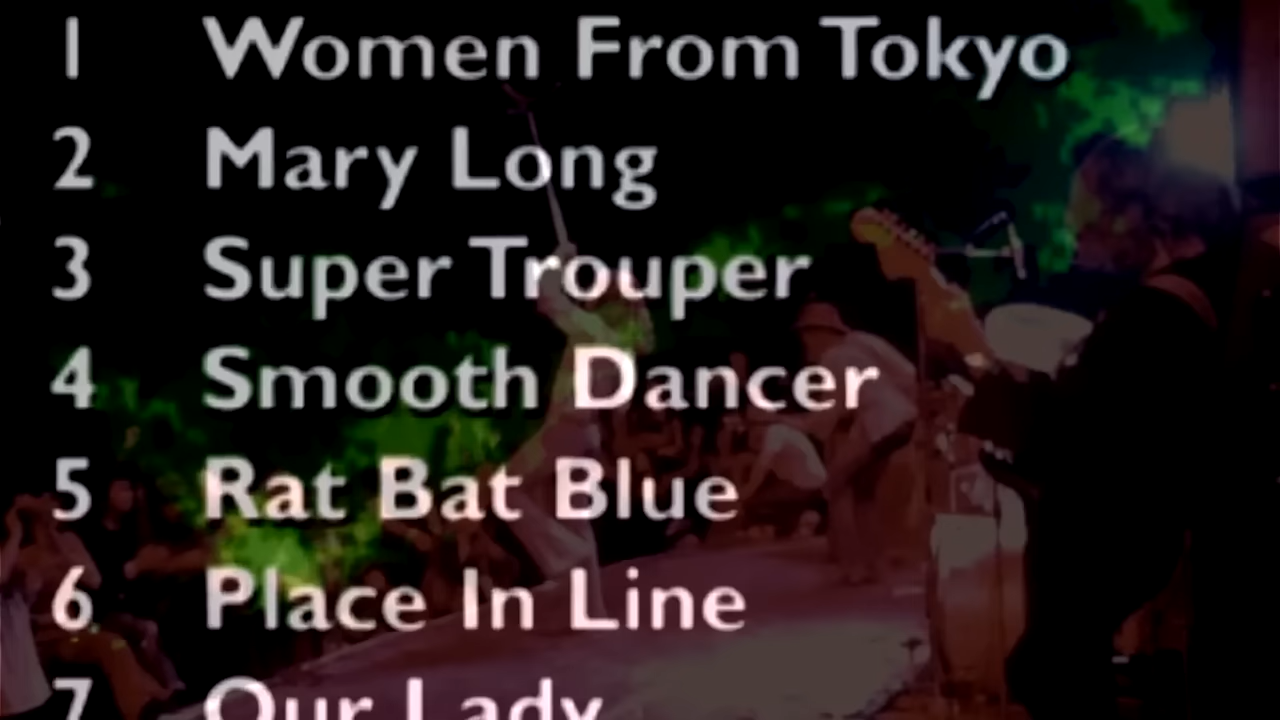 1 Women From Tokyo
2 Mary Long
3 Super Trouper
4 Smooth Dancer
5 Rat Bat Blue
6 Place In Line
7 Our Lady